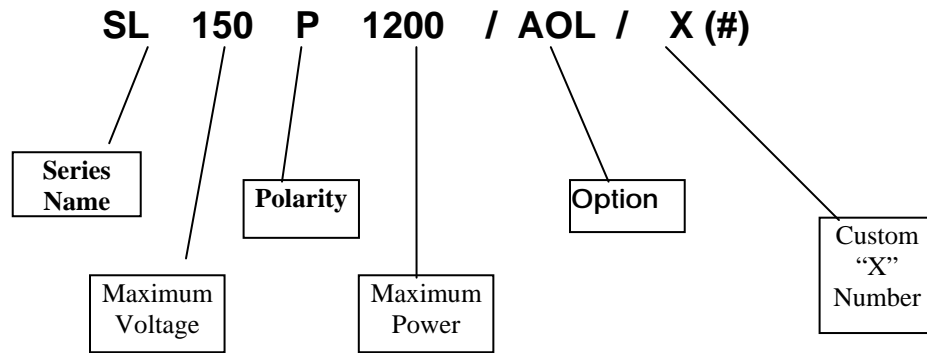 SL 150 P 1200 / AOL / X (#)
Series
Name
Polarity
Option
Maximum
Voltage
Maximum
Power
Custom
“X”
Number